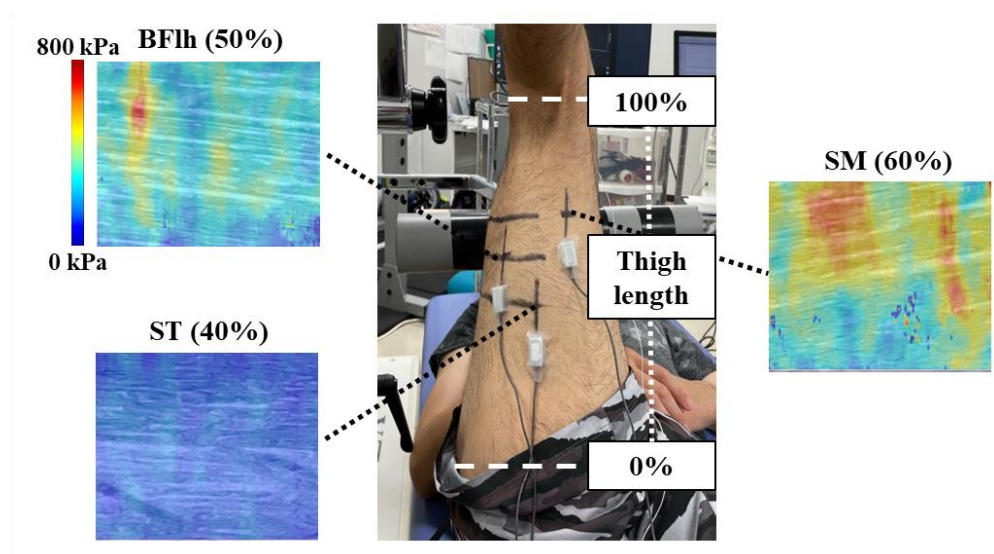 800 kPa
BFlh (50%)
0 kPa
ST (40%)
100%
Thigh
length
0%
SM (60%)